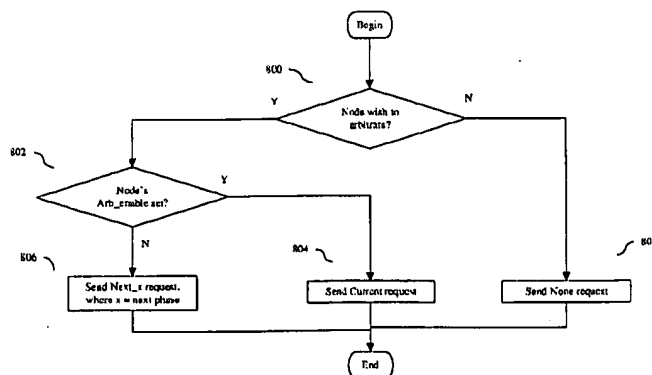 Begin
800
Y
Node wish to
arbitrate?
N
802
Node's
Arb_enable set?
Y
N
806
Send Next_x request,
where x = next phase
804
Send Current request
80
Send None request
End